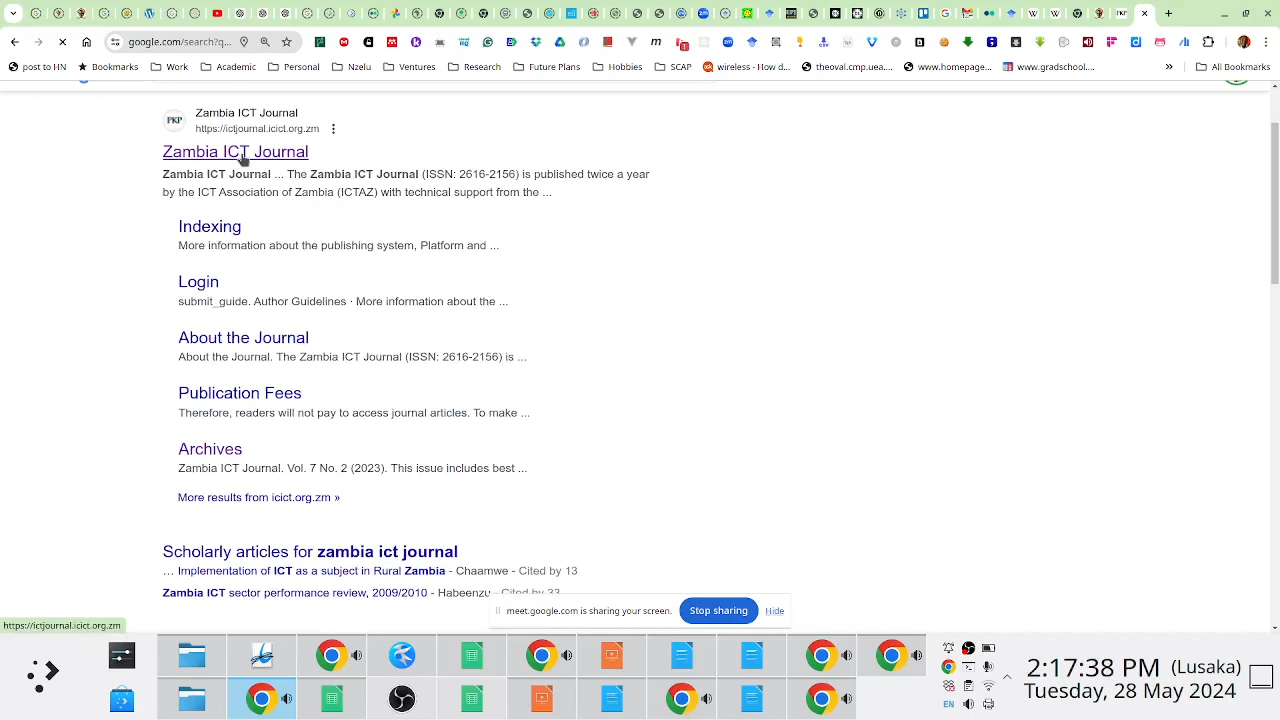 KPF
google.com/search?q...
post to HN
Bookmarks
Work
Academic
Personal
Nzelu
Ventures
Research
Future Plans
Hobbies
SCAP
wireless - How d...
theoval.cmp.uea....
www.homepage...
www.gradschool....
»
All Bookmarks
PKP
Zambia ICT Journal
https://ictjournal.icict.org.zm
Zambia ICT Journal
Zambia ICT Journal ... The Zambia ICT Journal (ISSN: 2616-2156) is published twice a year
by the ICT Association of Zambia (ICTAZ) with technical support from the ...
Indexing
More information about the publishing system, Platform and ...
Login
submit_guide. Author Guidelines · More information about the ...
About the Journal
About the Journal. The Zambia ICT Journal (ISSN: 2616-2156) is ...
Publication Fees
Therefore, readers will not pay to access journal articles. To make ...
Archives
Zambia ICT Journal. Vol. 7 No. 2 (2023). This issue includes best ...
More results from icict.org.zm »
Scholarly articles for zambia ict journal
... Implementation of ICT as a subject in Rural Zambia - Chaamwe - Cited by 13
Zambia ICT sector performance review, 2009/2010 - Habeenzu - Cited by 33
meet.google.com is sharing your screen.
Stop sharing
Hide
https://ictjournal.icict.org.zm
EN
2:17:38 PM (Lusaka)
Tuesday, 28 May 2024